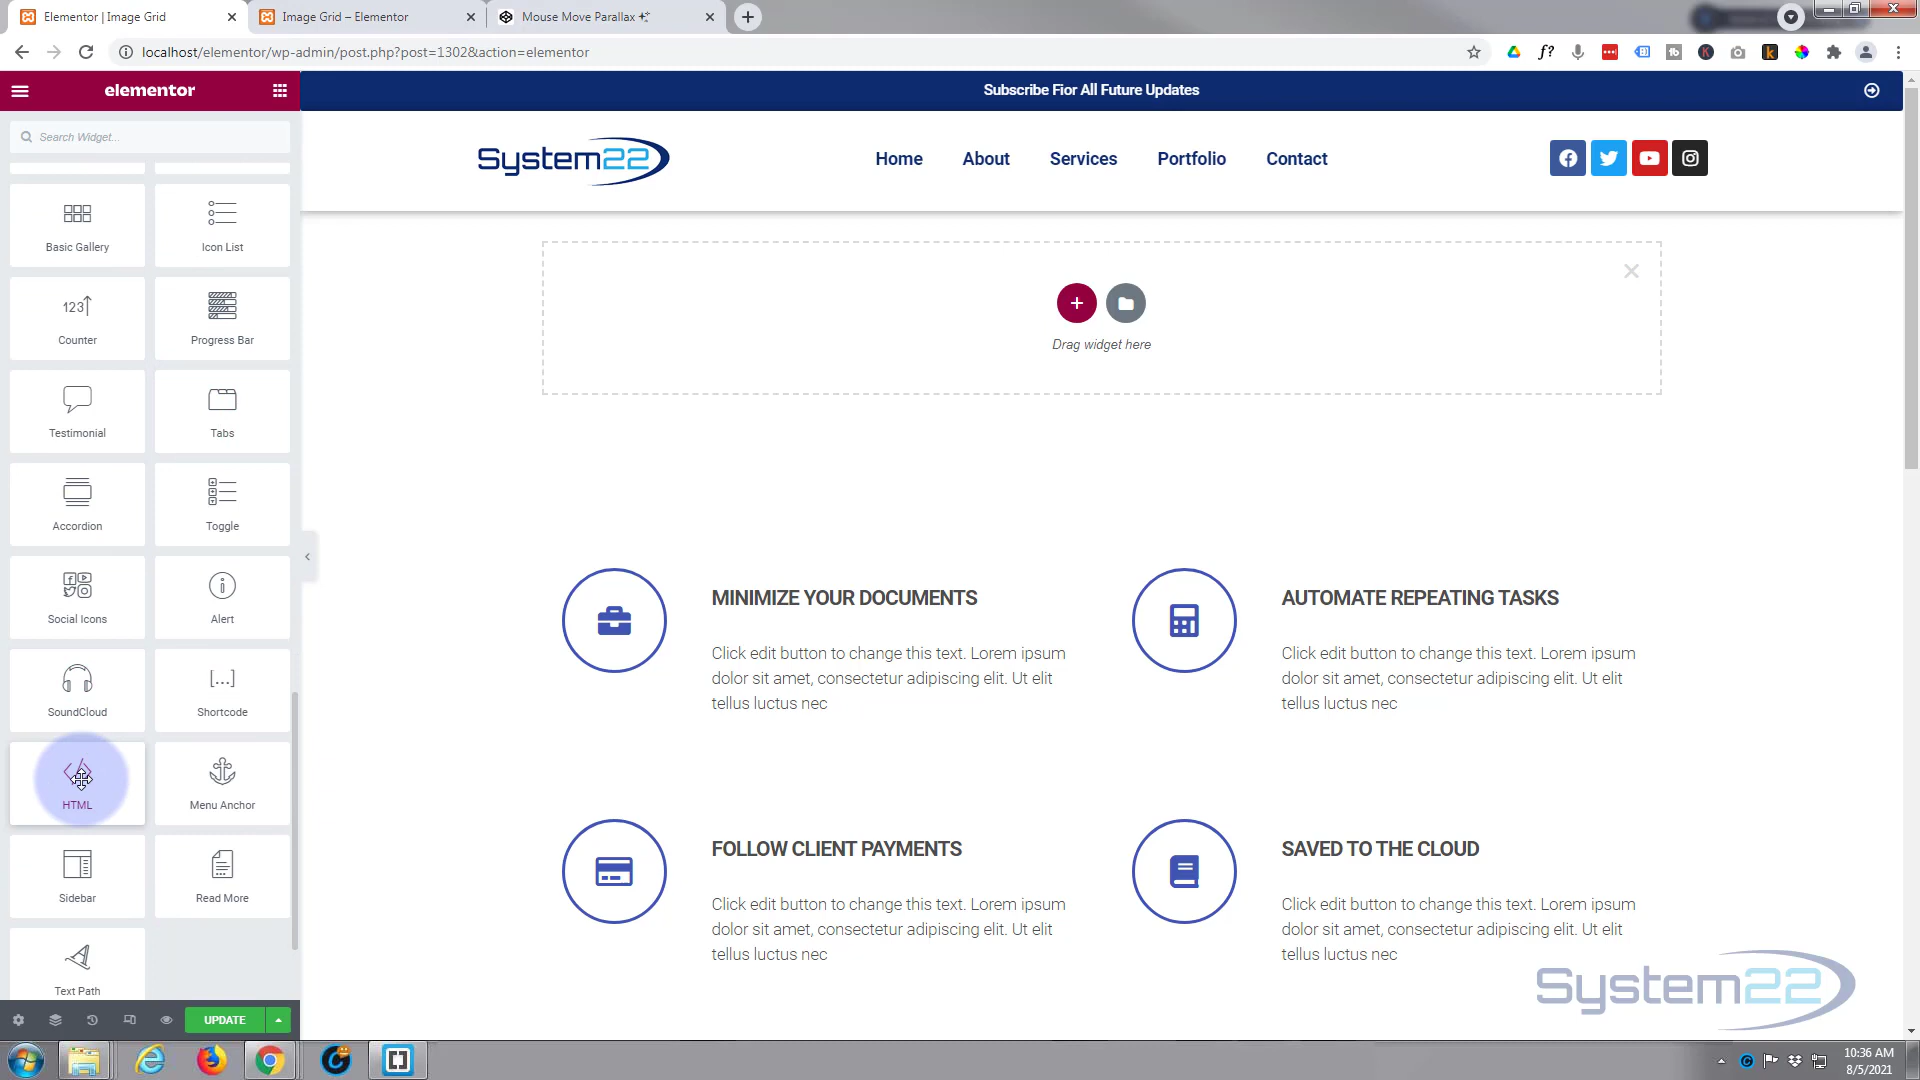 Elementor | Image Grid
Image Grid – Elementor
Mouse Move Parallax
localhost/elementor/wp-admin/post.php?post=1302&action=elementor
elementor
Search Widget...
Basic Gallery
Icon List
123
Counter
Progress Bar
Testimonial
Tabs
Accordion
Toggle
Social Icons
Alert
SoundCloud
[...]
Shortcode
HTML
Menu Anchor
Sidebar
Read More
Text Path
UPDATE
Subscribe Fior All Future Updates
System22
Home
About
Services
Portfolio
Contact
Drag widget here
MINIMIZE YOUR DOCUMENTS
Click edit button to change this text. Lorem ipsum
dolor sit amet, consectetur adipiscing elit. Ut elit
tellus luctus nec
AUTOMATE REPEATING TASKS
Click edit button to change this text. Lorem ipsum
dolor sit amet, consectetur adipiscing elit. Ut elit
tellus luctus nec
FOLLOW CLIENT PAYMENTS
Click edit button to change this text. Lorem ipsum
dolor sit amet, consectetur adipiscing elit. Ut elit
tellus luctus nec
SAVED TO THE CLOUD
Click edit button to change this text. Lorem ipsum
dolor sit amet, consectetur adipiscing elit. Ut elit
tellus luctus nec
System22
10:36 AM
8/5/2021